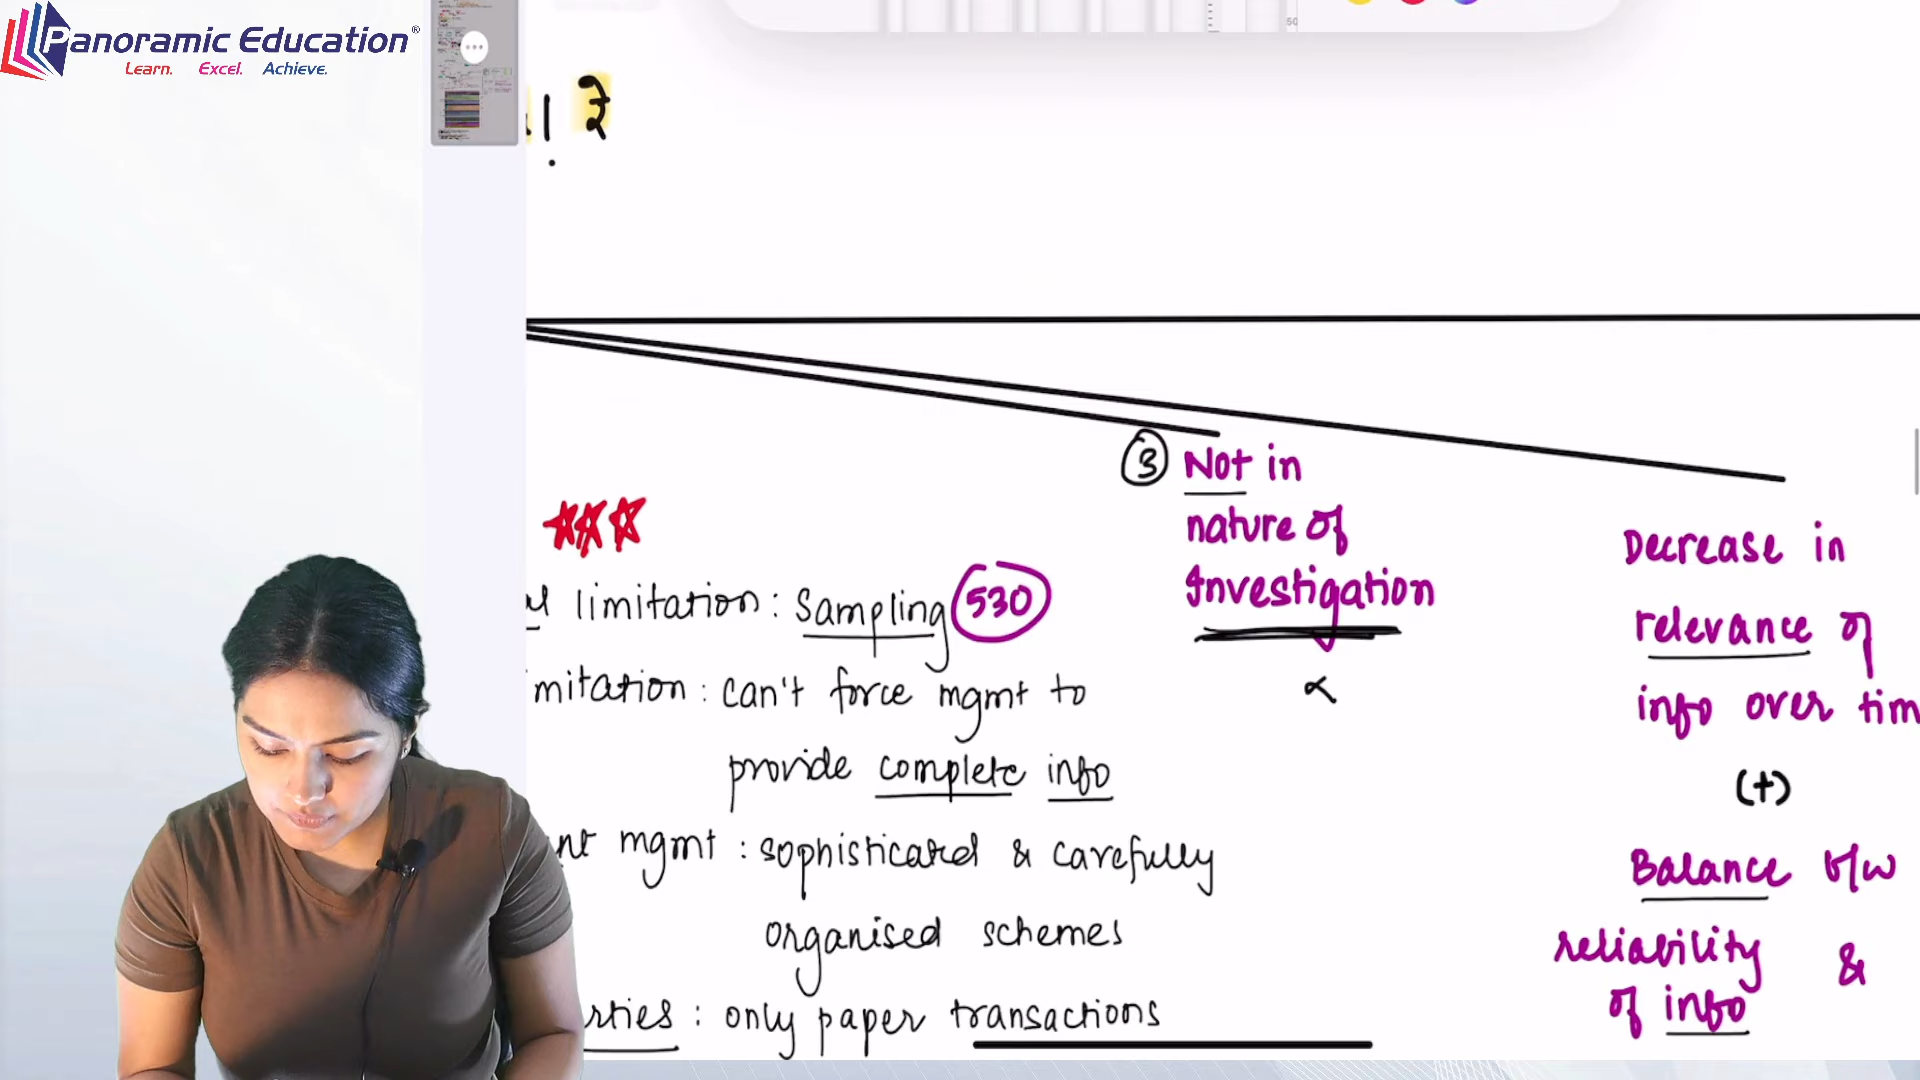 Panoramic Education®
Learn. Excel. Achieve.
50
! है
③ Not in
nature of
Investigation
limitation: Sampling 530
mitation: can't force mgmt to
provide complete info
mgmt: sophisticated & carefully
organised schemes
rties: only paper transactions
Decrease in
relevance of
info over tim
(+)
Balance b/w
reliability &
of info